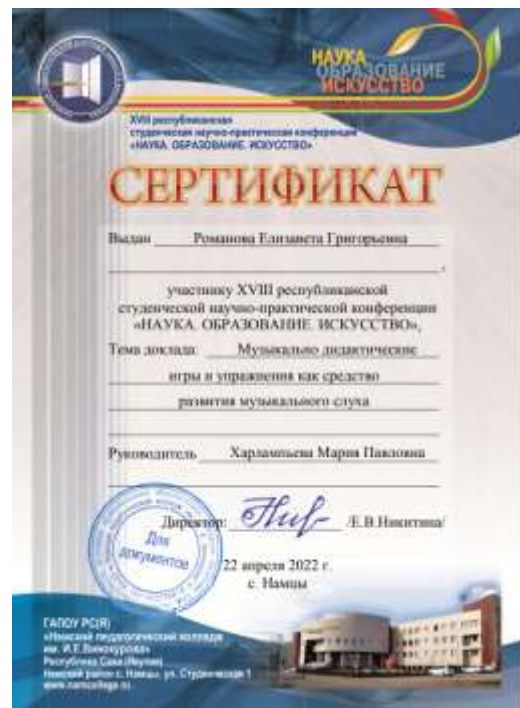 НАУКА
ОБРАЗОВАНИЕ
ИСКУССТВО
XVIII республиканская
студенческая научно-практическая конференция
«НАУКА. ОБРАЗОВАНИЕ. ИСКУССТВО»
СЕРТИФИКАТ
Выдан Романова Елизавета Григорьевна
участнику XVIII республиканской
студенческой научно-практической конференции
«НАУКА. ОБРАЗОВАНИЕ. ИСКУССТВО»,
Тема доклада: Музыкально дидактические
игры и упражнения как средство
развития музыкального слуха
Руководитель Харлампьева Мария Павловна
Директор: /Е.В.Никитина/
Для
документов
22 апреля 2022 г.
с. Намцы
ГАПОУ РС(Я)
«Намский педагогический колледж
им. И.Е.Винокурова»
Республика Саха (Якутия)
Намский район с. Намцы, ул. Студенческая 1
www.namcollege.ru